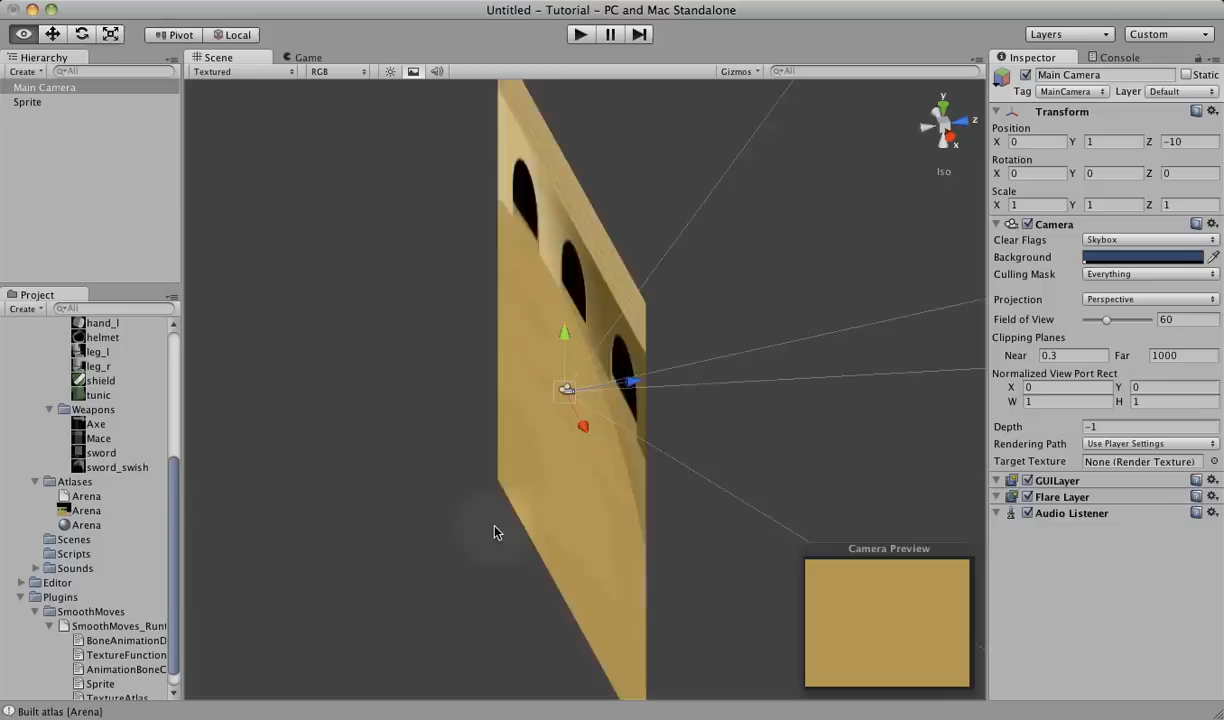 Untitled – Tutorial – PC and Mac Standalone
Pivot Local Layers Custom
Hierarchy
Create All
Main Camera
Sprite
Project
Create All
hand_l
helmet
leg_l
leg_r
shield
tunic
Weapons
Axe
Mace
sword
sword_swish
Atlases
Arena
Arena
Arena
Scenes
Scripts
Sounds
Editor
Plugins
SmoothMoves
SmoothMoves_Runt
BoneAnimationD
TextureFunction
AnimationBoneC
Sprite
TextureAtlas
Scene Game
Textured RGB Gizmos All
y
z
x
Iso
Camera Preview
Inspector Console
Main Camera Static
Tag MainCamera Layer Default
Transform
Position
X 0 Y 1 Z -10
Rotation
X 0 Y 0 Z 0
Scale
X 1 Y 1 Z 1
Camera
Clear Flags Skybox
Background
Culling Mask Everything
Projection Perspective
Field of View 60
Clipping Planes
Near 0.3 Far 1000
Normalized View Port Rect
X 0 Y 0
W 1 H 1
Depth -1
Rendering Path Use Player Settings
Target Texture None (Render Texture)
GUILayer
Flare Layer
Audio Listener
Built atlas [Arena]